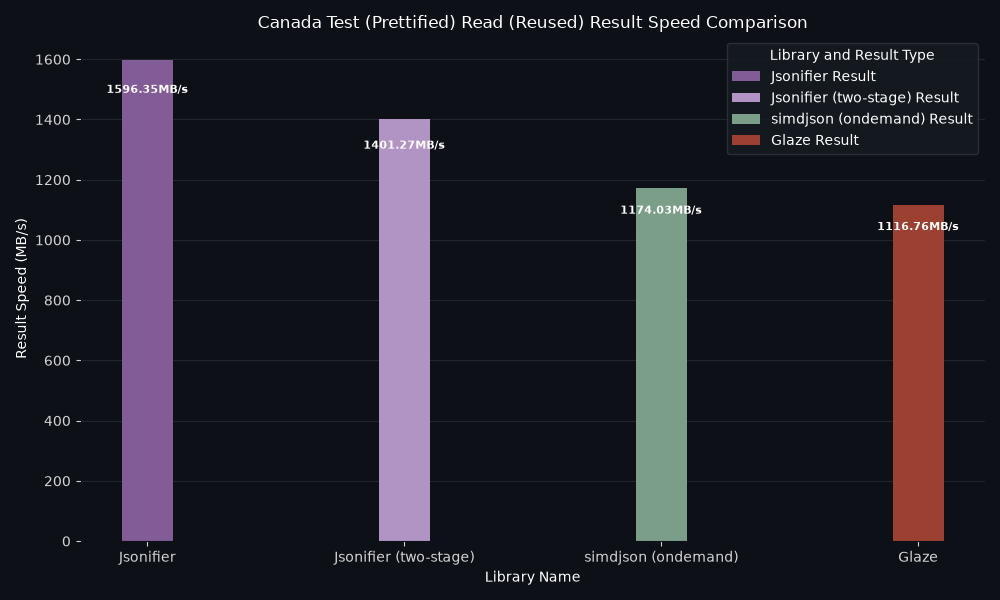 Canada Test (Prettified) Read (Reused) Result Speed Comparison
Library and Result Type
Jsonifier Result
Jsonifier (two-stage) Result
simdjson (ondemand) Result
Glaze Result
Result Speed (MB/s)
1600
1400
1200
1000
800
600
400
200
0
1596.35MB/s
1401.27MB/s
1174.03MB/s
1116.76MB/s
Jsonifier
Jsonifier (two-stage)
simdjson (ondemand)
Glaze
Library Name